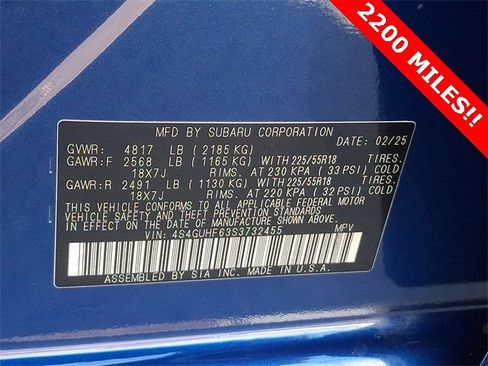 2200 MILES!!
MFD BY SUBARU CORPORATION
GVWR: 4817 LB ( 2185 KG) DATE: 02/25
GAWR:F 2568 LB ( 1165 KG) WITH 225/55R18 TIRES.
18X7J RIMS. AT 230 KPA ( 33 PSI) COLD
GAWR:R 2491 LB ( 1130 KG) WITH 225/55R18 TIRES.
18X7J RIMS. AT 220 KPA ( 32 PSI) COLD
THIS VEHICLE CONFORMS TO ALL APPLICABLE FEDERAL MOTOR
VEHICLE SAFETY AND THEFT PREVENTION STANDARDS
IN EFFECT ON THE DATE OF MANUFACTURE SHOWN ABOVE.
VIN: 4S4GUHF63S3732455 MPV
ASSEMBLED BY SIA INC. MADE IN U.S.A.